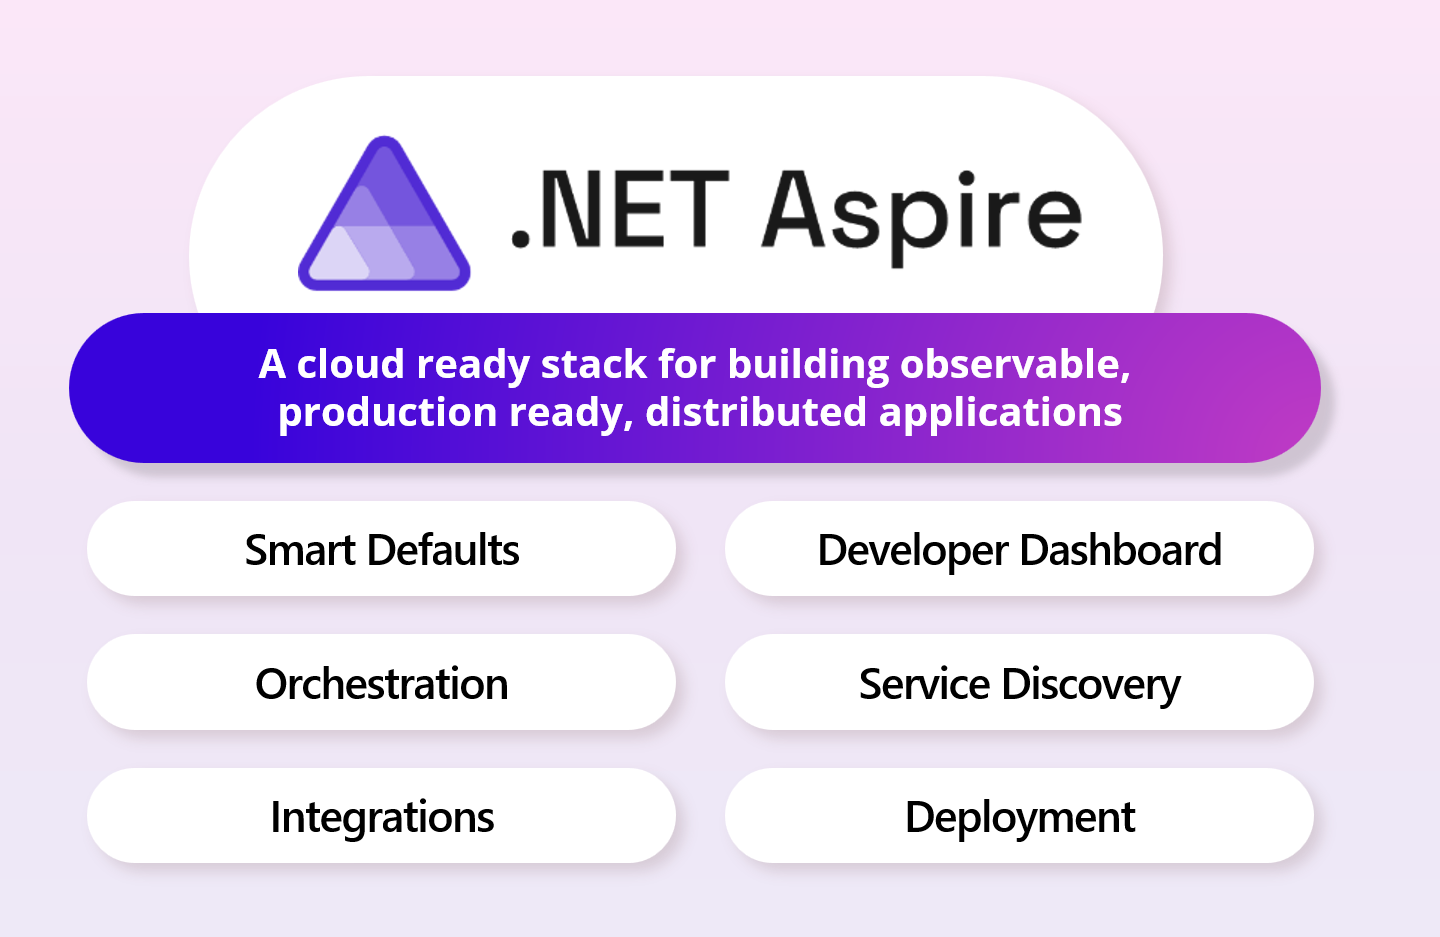 .NET Aspire
A cloud ready stack for building observable,
production ready, distributed applications
Smart Defaults
Developer Dashboard
Orchestration
Service Discovery
Integrations
Deployment